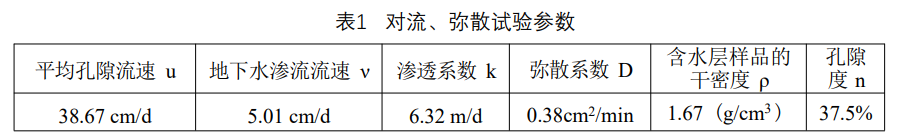 表1 对流、弥散试验参数
平均孔隙流速 u 地下水渗流流速 v 渗透系数 k 弥散系数 D 含水层样品的干密度 ρ 孔隙度 n
38.67 cm/d 5.01 cm/d 6.32 m/d 0.38cm²/min 1.67（g/cm³） 37.5%